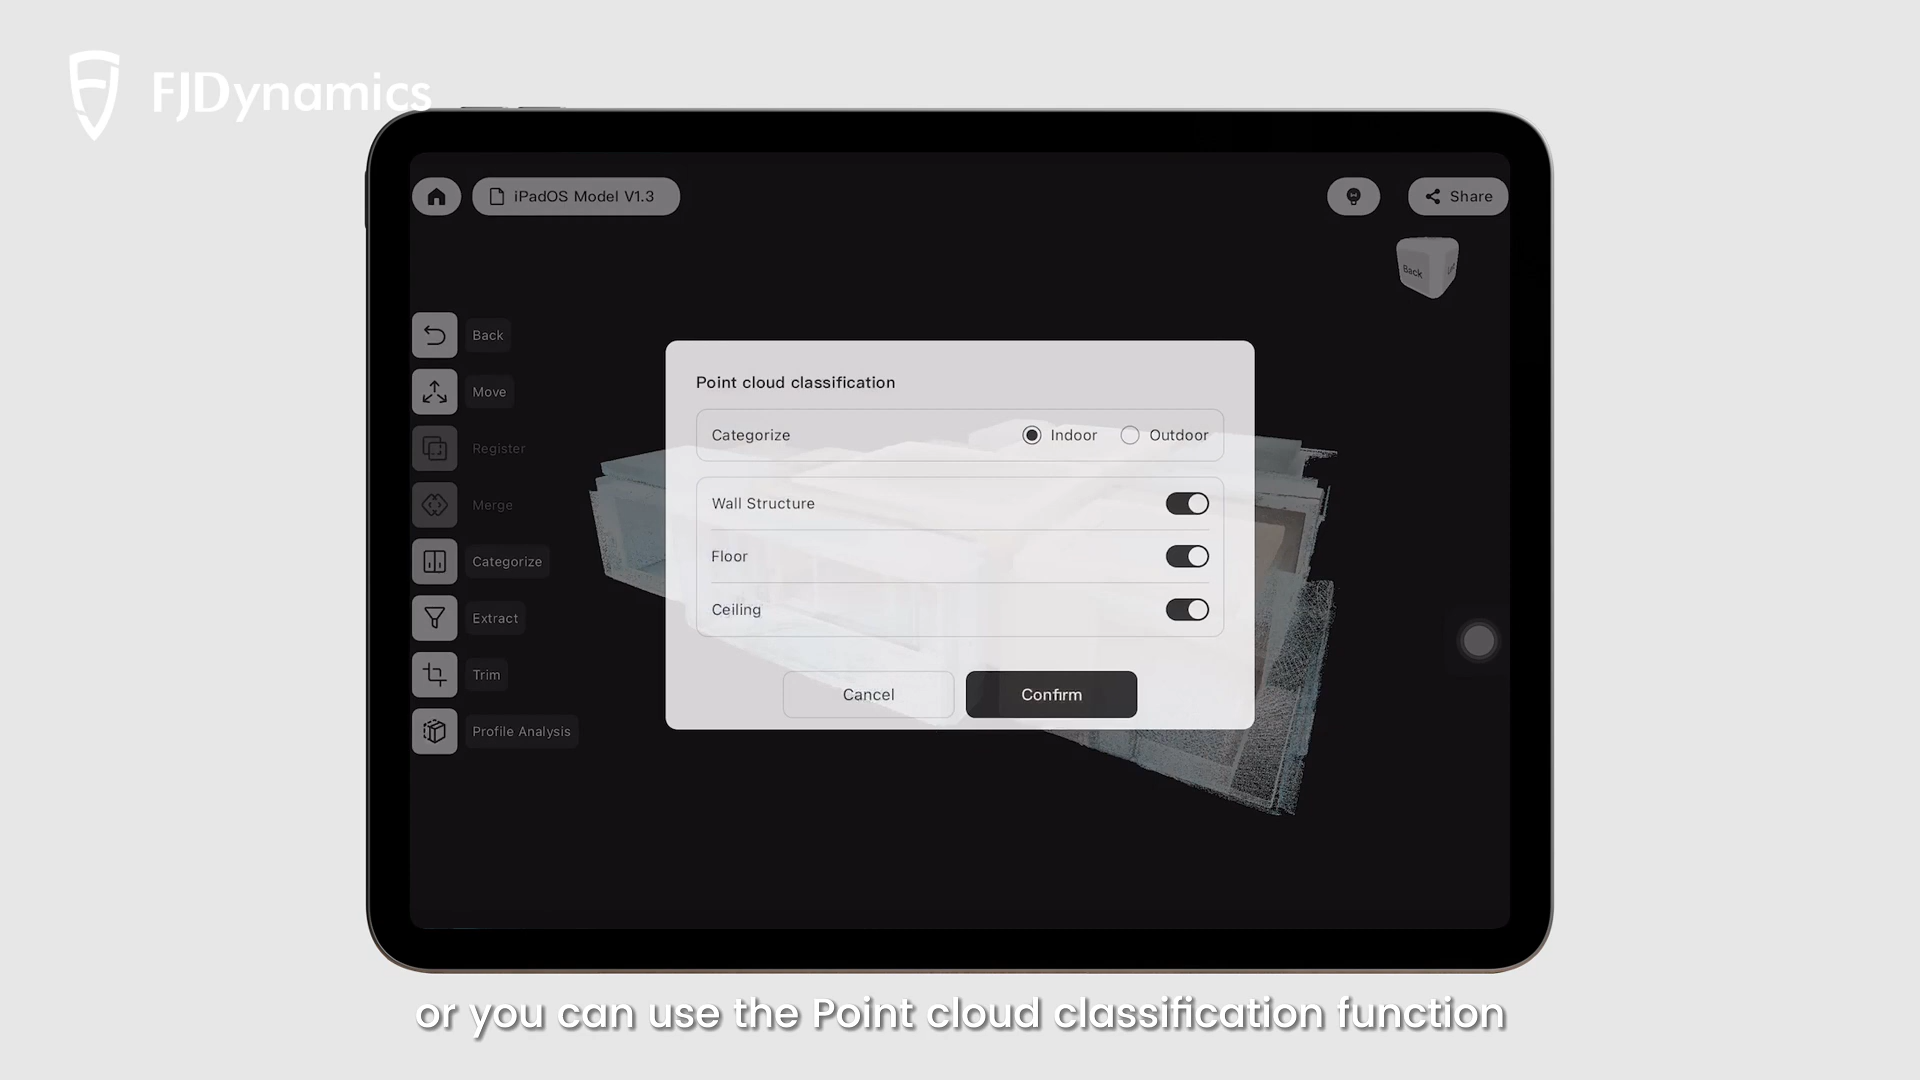 FJDynamics
iPadOS Model V1.3
Share
Back
Back
Move
Register
Merge
Categorize
Extract
Trim
Profile Analysis
Point cloud classification
Categorize
Indoor
Outdoor
Wall Structure
Floor
Ceiling
Cancel
Confirm
or you can use the Point cloud classification function